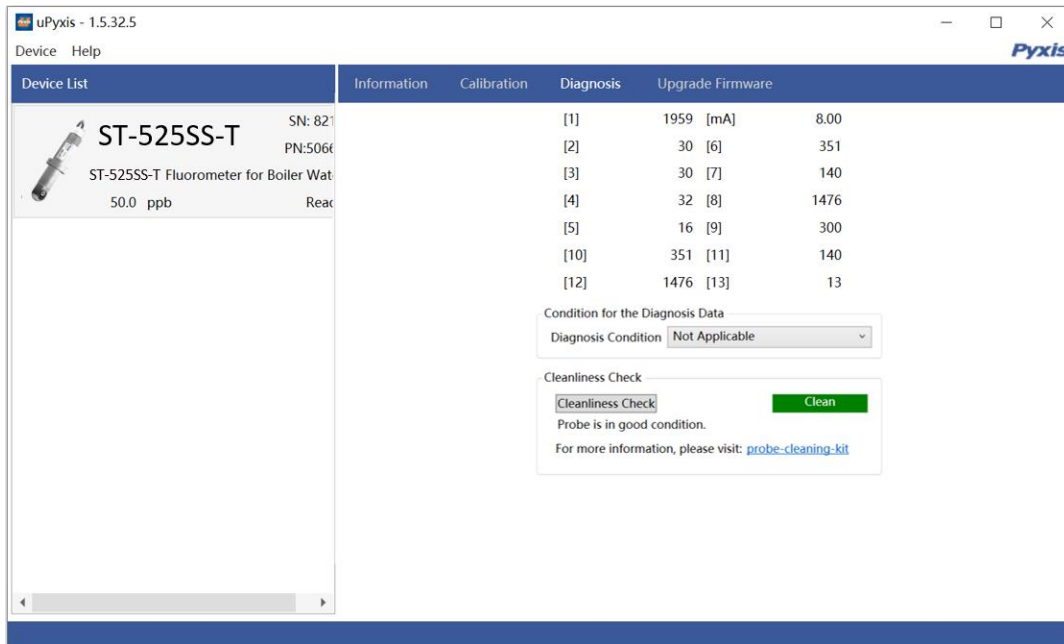 uPyxis - 1.5.32.5
Device Help
Pyxis
Device List
Information Calibration Diagnosis Upgrade Firmware
ST-525SS-T
SN: 821
PN:5066
ST-525SS-T Fluorometer for Boiler Wat
50.0 ppb Read
[1] 1959 [mA] 8.00
[2] 30 [6] 351
[3] 30 [7] 140
[4] 32 [8] 1476
[5] 16 [9] 300
[10] 351 [11] 140
[12] 1476 [13] 13
Condition for the Diagnosis Data
Diagnosis Condition Not Applicable
Cleanliness Check
Cleanliness Check Clean
Probe is in good condition.
For more information, please visit: probe-cleaning-kit